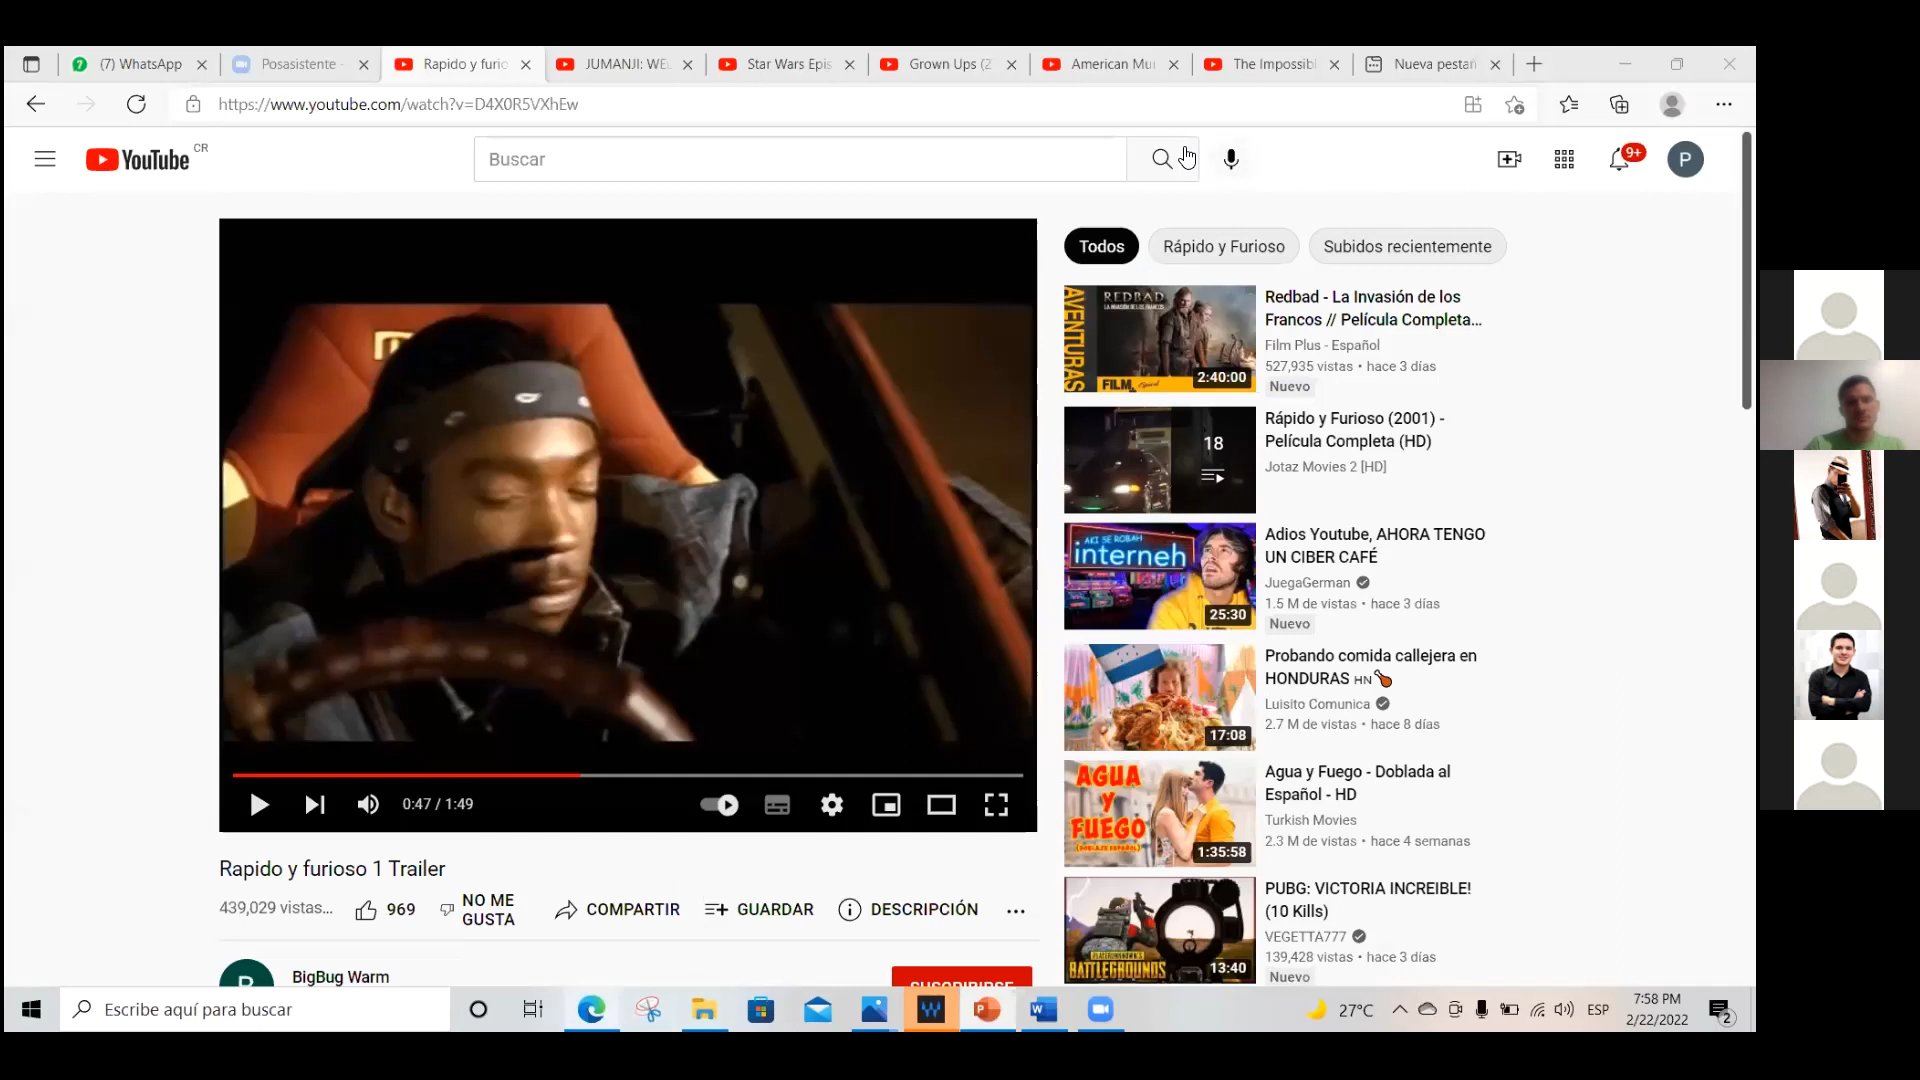 (7) WhatsApp
Posasistente -
Rapido y furio
JUMANJI: WEL
Star Wars Epis
Grown Ups (2
American Mur
The Impossibl
Nueva pestañ
https://www.youtube.com/watch?v=D4X0R5VXhEw
YouTube CR
Buscar
9+
P
Todos
Rápido y Furioso
Subidos recientemente
AVENTURAS
REDBAD
FILM
2:40:00
Redbad - La Invasión de los
Francos // Película Completa...
Film Plus - Español
527,935 vistas • hace 3 días
Nuevo
18
Rápido y Furioso (2001) -
Película Completa (HD)
Jotaz Movies 2 [HD]
AKI SE ROBAH
interneh
25:30
Adios Youtube, AHORA TENGO
UN CIBER CAFÉ
JuegaGerman
1.5 M de vistas • hace 3 días
Nuevo
17:08
Probando comida callejera en
HONDURAS HN
Luisito Comunica
2.7 M de vistas • hace 8 días
AGUA
Y
FUEGO
1:35:58
Agua y Fuego - Doblada al
Español - HD
Turkish Movies
2.3 M de vistas • hace 4 semanas
BATTLEGROUNDS
13:40
PUBG: VICTORIA INCREIBLE!
(10 Kills)
VEGETTA777
139,428 vistas • hace 3 días
Nuevo
0:47 / 1:49
Rapido y furioso 1 Trailer
439,029 vistas...
969
NO ME
GUSTA
COMPARTIR
GUARDAR
DESCRIPCIÓN
BigBug Warm
SUSCRIBIRSE
Escribe aquí para buscar
27°C
ESP
7:58 PM
2/22/2022
2